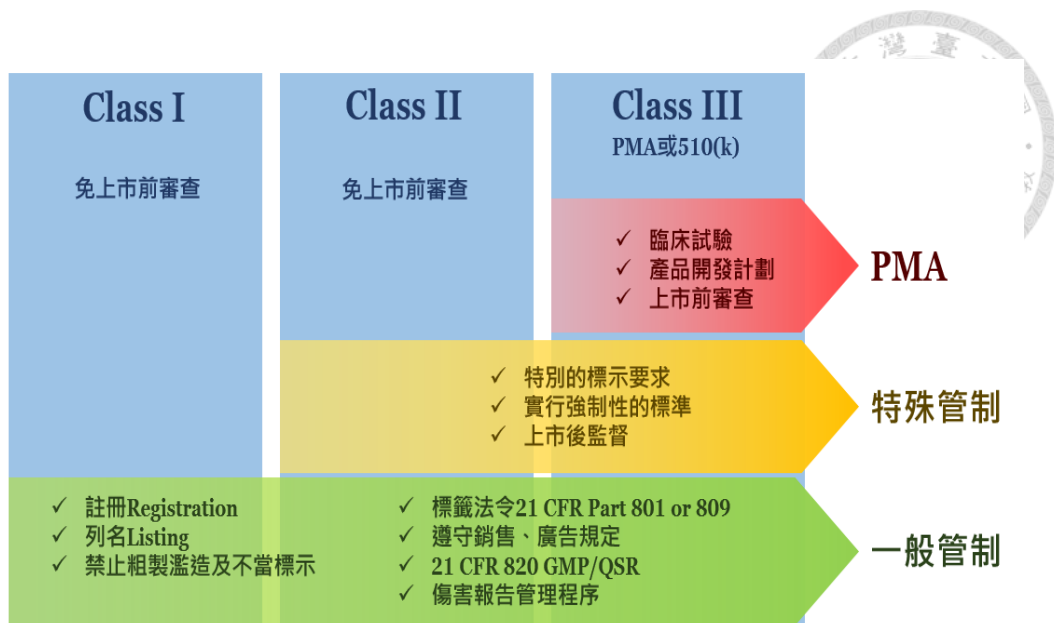 灣 臺
Class I
免上市前審查
Class II
免上市前審查
Class III
PMA或510(k)
✓ 臨床試驗
✓ 產品開發計劃
✓ 上市前審查
PMA
✓ 特別的標示要求
✓ 實行強制性的標準
✓ 上市後監督
特殊管制
✓ 註冊Registration
✓ 列名Listing
✓ 禁止粗製濫造及不當標示
✓ 標籤法令21 CFR Part 801 or 809
✓ 遵守銷售、廣告規定
✓ 21 CFR 820 GMP/QSR
✓ 傷害報告管理程序
一般管制